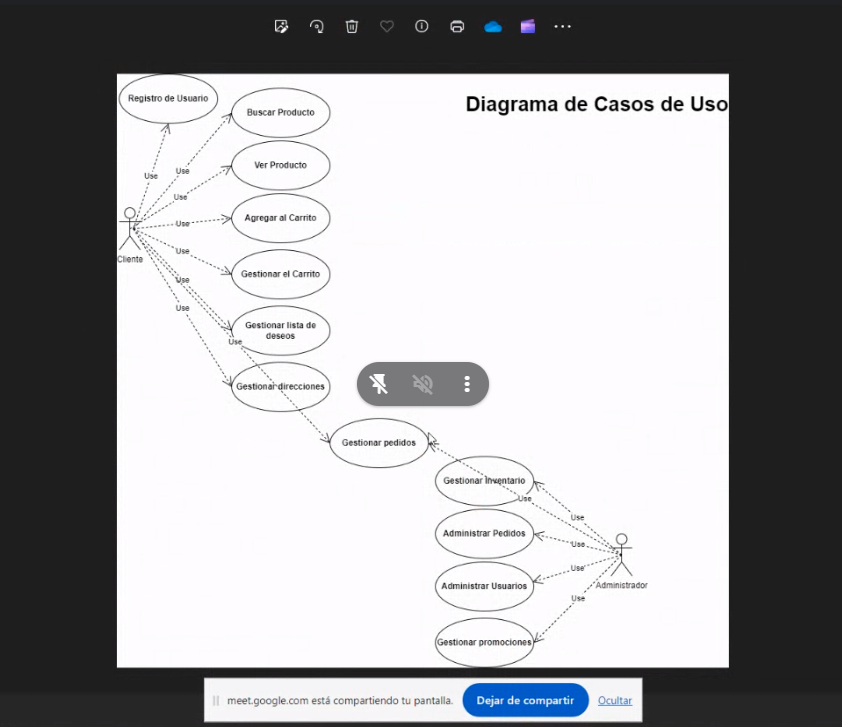 Diagrama de Casos de Uso
Registro de Usuario
Buscar Producto
Ver Producto
Agregar al Carrito
Gestionar el Carrito
Gestionar lista de
deseos
Gestionar direcciones
Gestionar pedidos
Use
Use
Use
Use
Use
Use
Use
Use
Cliente
Gestionar Inventario
Administrar Pedidos
Administrar Usuarios
Gestionar promociones
Use
Use
Use
Use
Use
Administrador
meet.google.com está compartiendo tu pantalla.
Dejar de compartir
Ocultar